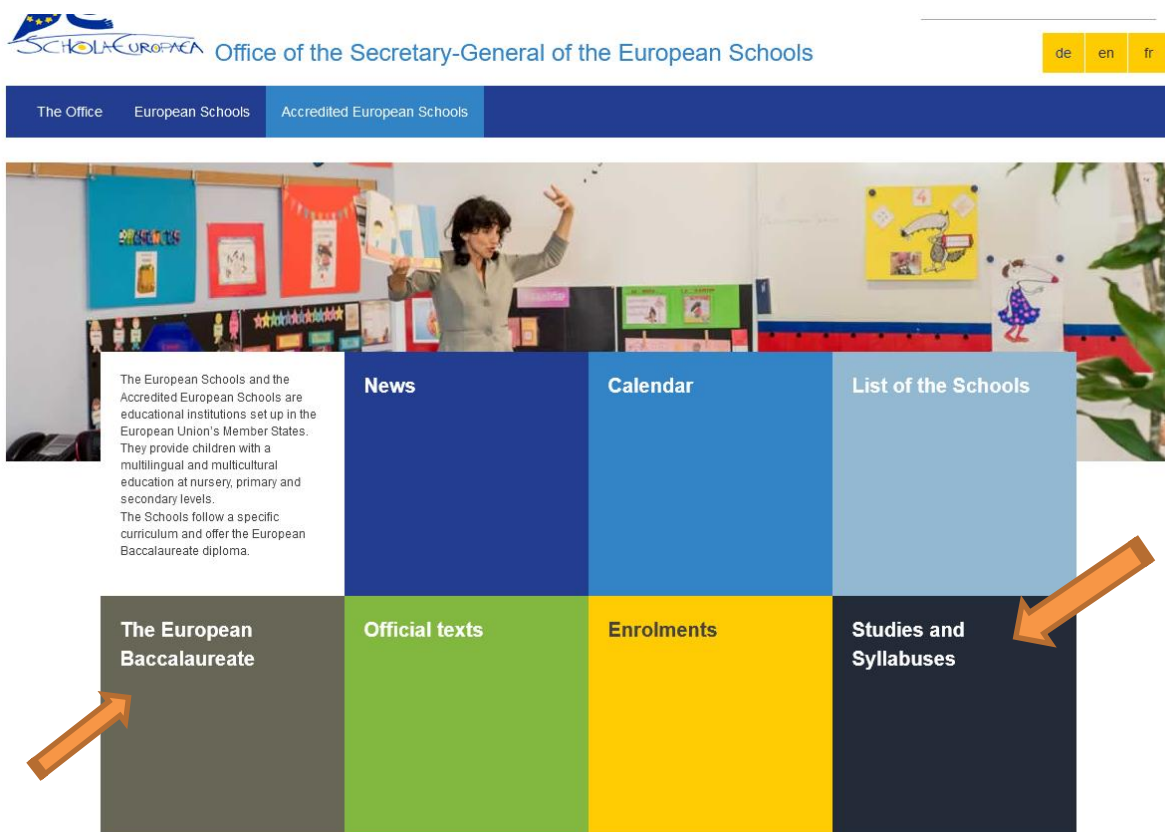 SCHOLA EUROPAEA
Office of the Secretary-General of the European Schools
de en fr
The Office European Schools Accredited European Schools
The European Schools and the
Accredited European Schools are
educational institutions set up in the
European Union's Member States.
They provide children with a
multilingual and multicultural
education at nursery, primary and
secondary levels.
The Schools follow a specific
curriculum and offer the European
Baccalaureate diploma.
News
Calendar
List of the Schools
The European
Baccalaureate
Official texts
Enrolments
Studies and
Syllabuses